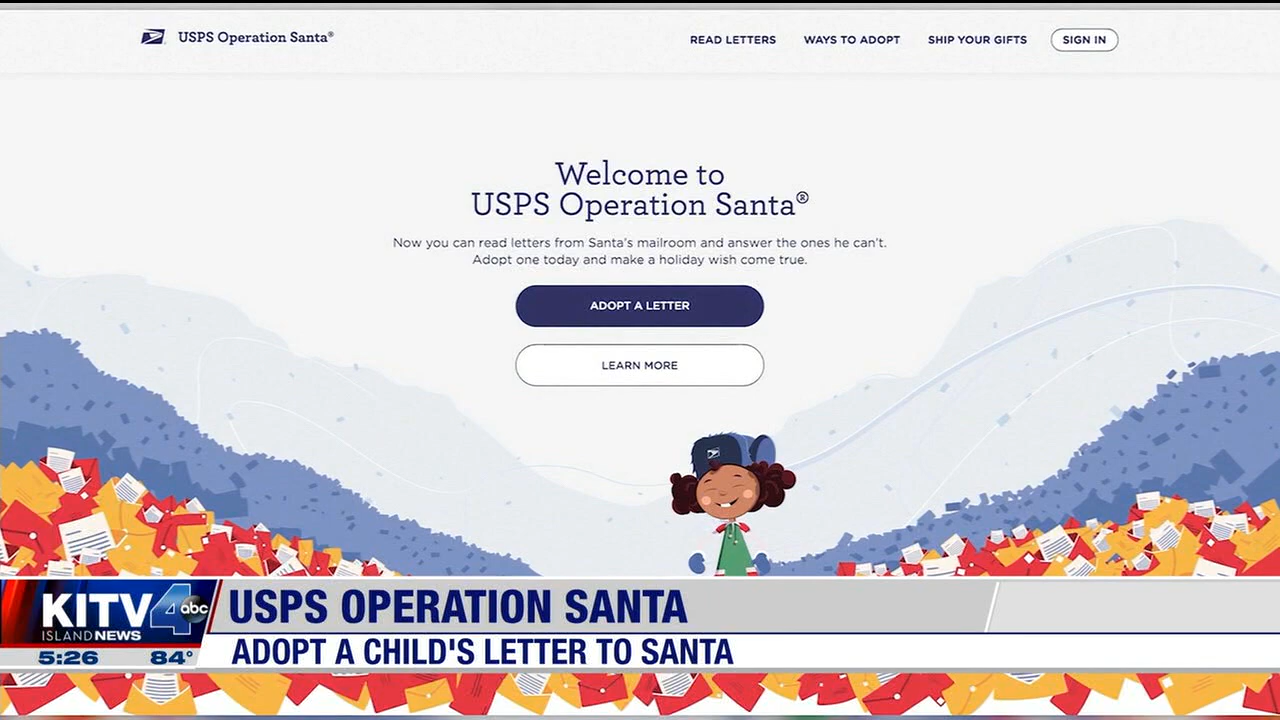 USPS Operation Santa®
READ LETTERS
WAYS TO ADOPT
SHIP YOUR GIFTS
SIGN IN
Welcome to
USPS Operation Santa®
Now you can read letters from Santa's mailroom and answer the ones he can't.
Adopt one today and make a holiday wish come true.
ADOPT A LETTER
LEARN MORE
KITV4 abc
ISLAND NEWS
5:26 84°
USPS OPERATION SANTA
ADOPT A CHILD'S LETTER TO SANTA